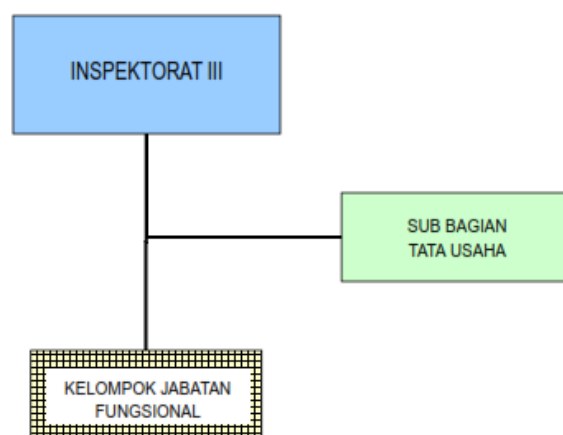 INSPEKTORAT III
SUB BAGIAN
TATA USAHA
KELOMPOK JABATAN
FUNGSIONAL